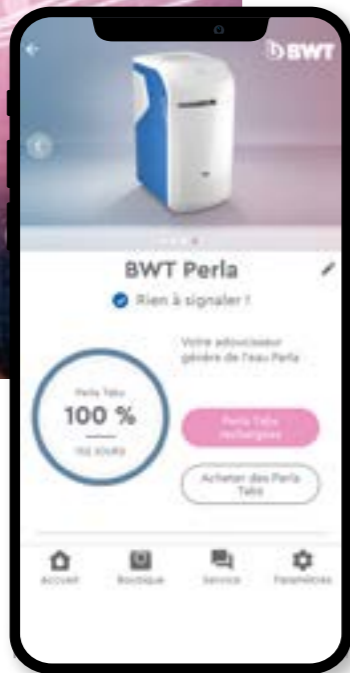 BWT
BWT Perla
Rien à signaler !
Votre adoucisseur
génère de l'eau Perla
Perla Tabs
100 %
JOURS
Perla Tabs
rechargées
Acheter des Perla
Tabs
Accueil
Boutique
Service
Paramètres